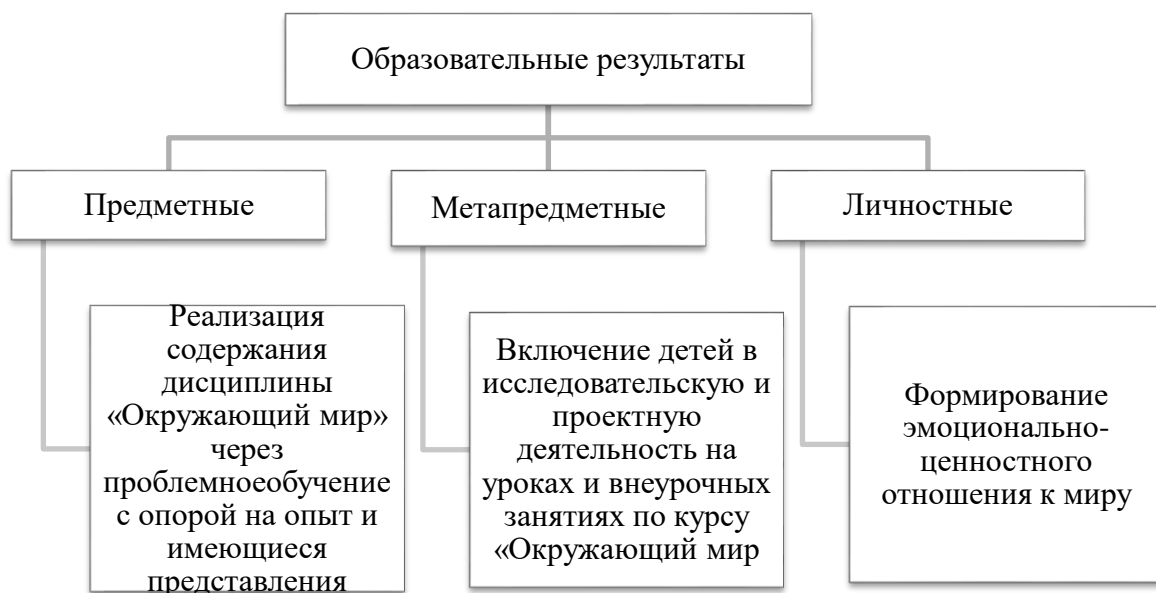 Образовательные результаты
Предметные
Метапредметные
Личностные
Реализация
содержания
дисциплины
«Окружающий мир»
через
проблемноеобучение
с опорой на опыт и
имеющиеся
представления
Включение детей в
исследовательскую и
проектную
деятельность на
уроках и внеурочных
занятиях по курсу
«Окружающий мир
Формирование
эмоционально-
ценностного
отношения к миру